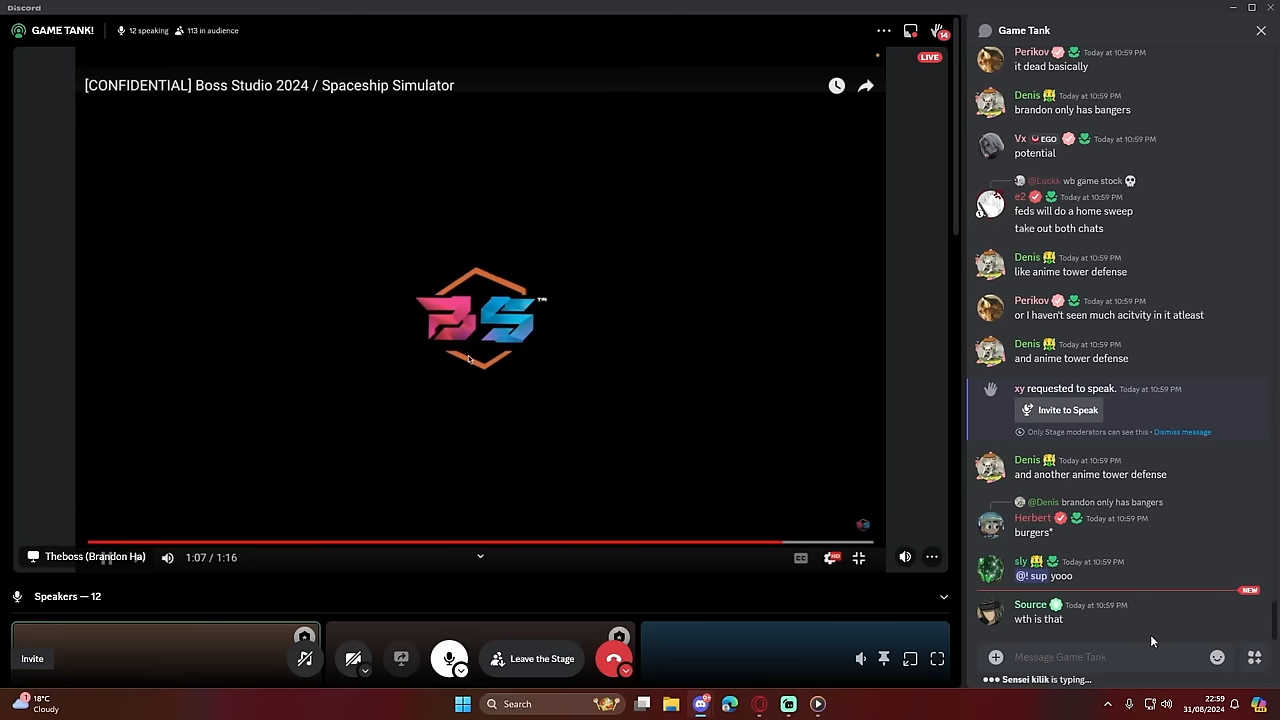 Discord
GAME TANK!
12 speaking
113 in audience
14
LIVE
[CONFIDENTIAL] Boss Studio 2024 / Spaceship Simulator
BS™
Theboss (Brandon Ha)
1:07 / 1:16
CC
HD
Speakers — 12
Invite
Leave the Stage
Game Tank
Perikov Today at 10:59 PM
it dead basically
Denis Today at 10:59 PM
brandon only has bangers
Vx EGO Today at 10:59 PM
potential
@Luckk wb game stock
e2 Today at 10:59 PM
feds will do a home sweep
take out both chats
Denis Today at 10:59 PM
like anime tower defense
Perikov Today at 10:59 PM
or I haven't seen much acitvity in it atleast
Denis Today at 10:59 PM
and anime tower defense
xy requested to speak. Today at 10:59 PM
Invite to Speak
Only Stage moderators can see this • Dismiss message
Denis Today at 10:59 PM
and another anime tower defense
@Denis brandon only has bangers
Herbert Today at 10:59 PM
burgers*
sly Today at 10:59 PM
@! sup yooo
NEW
Source Today at 10:59 PM
wth is that
Message Game Tank
Sensei kilik is typing...
18°C
Cloudy
Search
22:59
31/08/2024